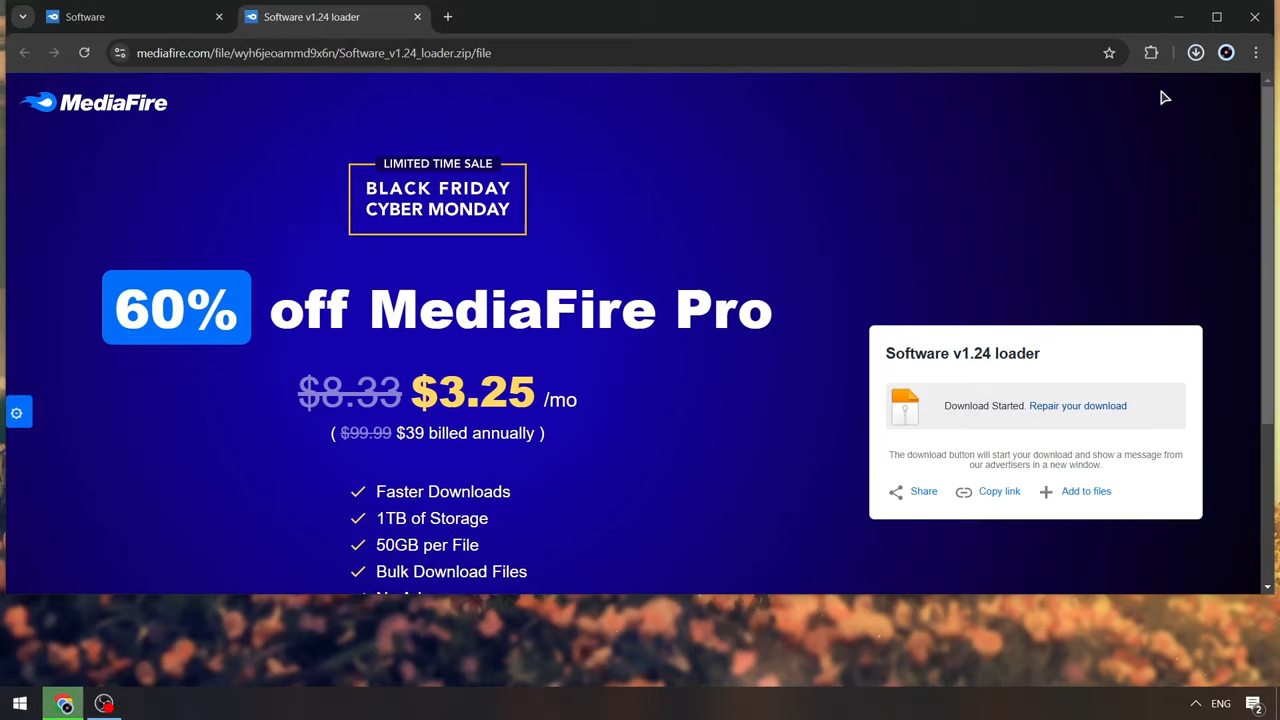 Software
Software v1.24 loader
mediafire.com/file/wyh6jeoammd9x6n/Software_v1.24_loader.zip/file
MediaFire
LIMITED TIME SALE
BLACK FRIDAY
CYBER MONDAY
60% off MediaFire Pro
$8.33 $3.25 /mo
( $99.99 $39 billed annually )
Faster Downloads
1TB of Storage
50GB per File
Bulk Download Files
Software v1.24 loader
Download Started. Repair your download
The download button will start your download and show a message from
our advertisers in a new window.
Share
Copy link
Add to files
ENG
2